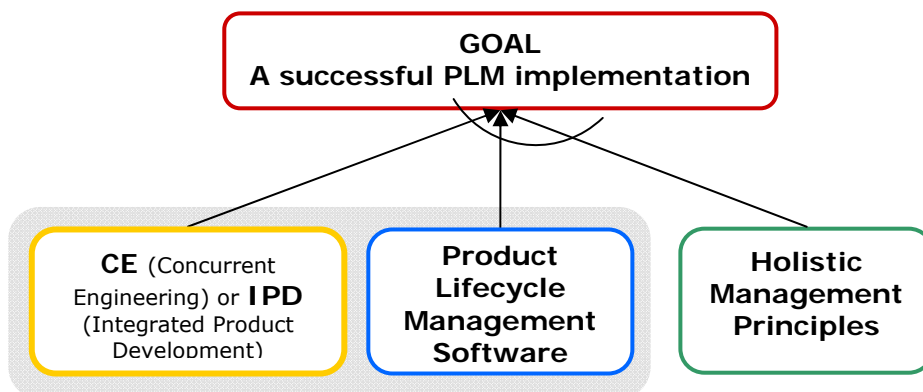 GOAL
A successful PLM implementation
CE (Concurrent
Engineering) or IPD
(Integrated Product
Development)
Product
Lifecycle
Management
Software
Holistic
Management
Principles